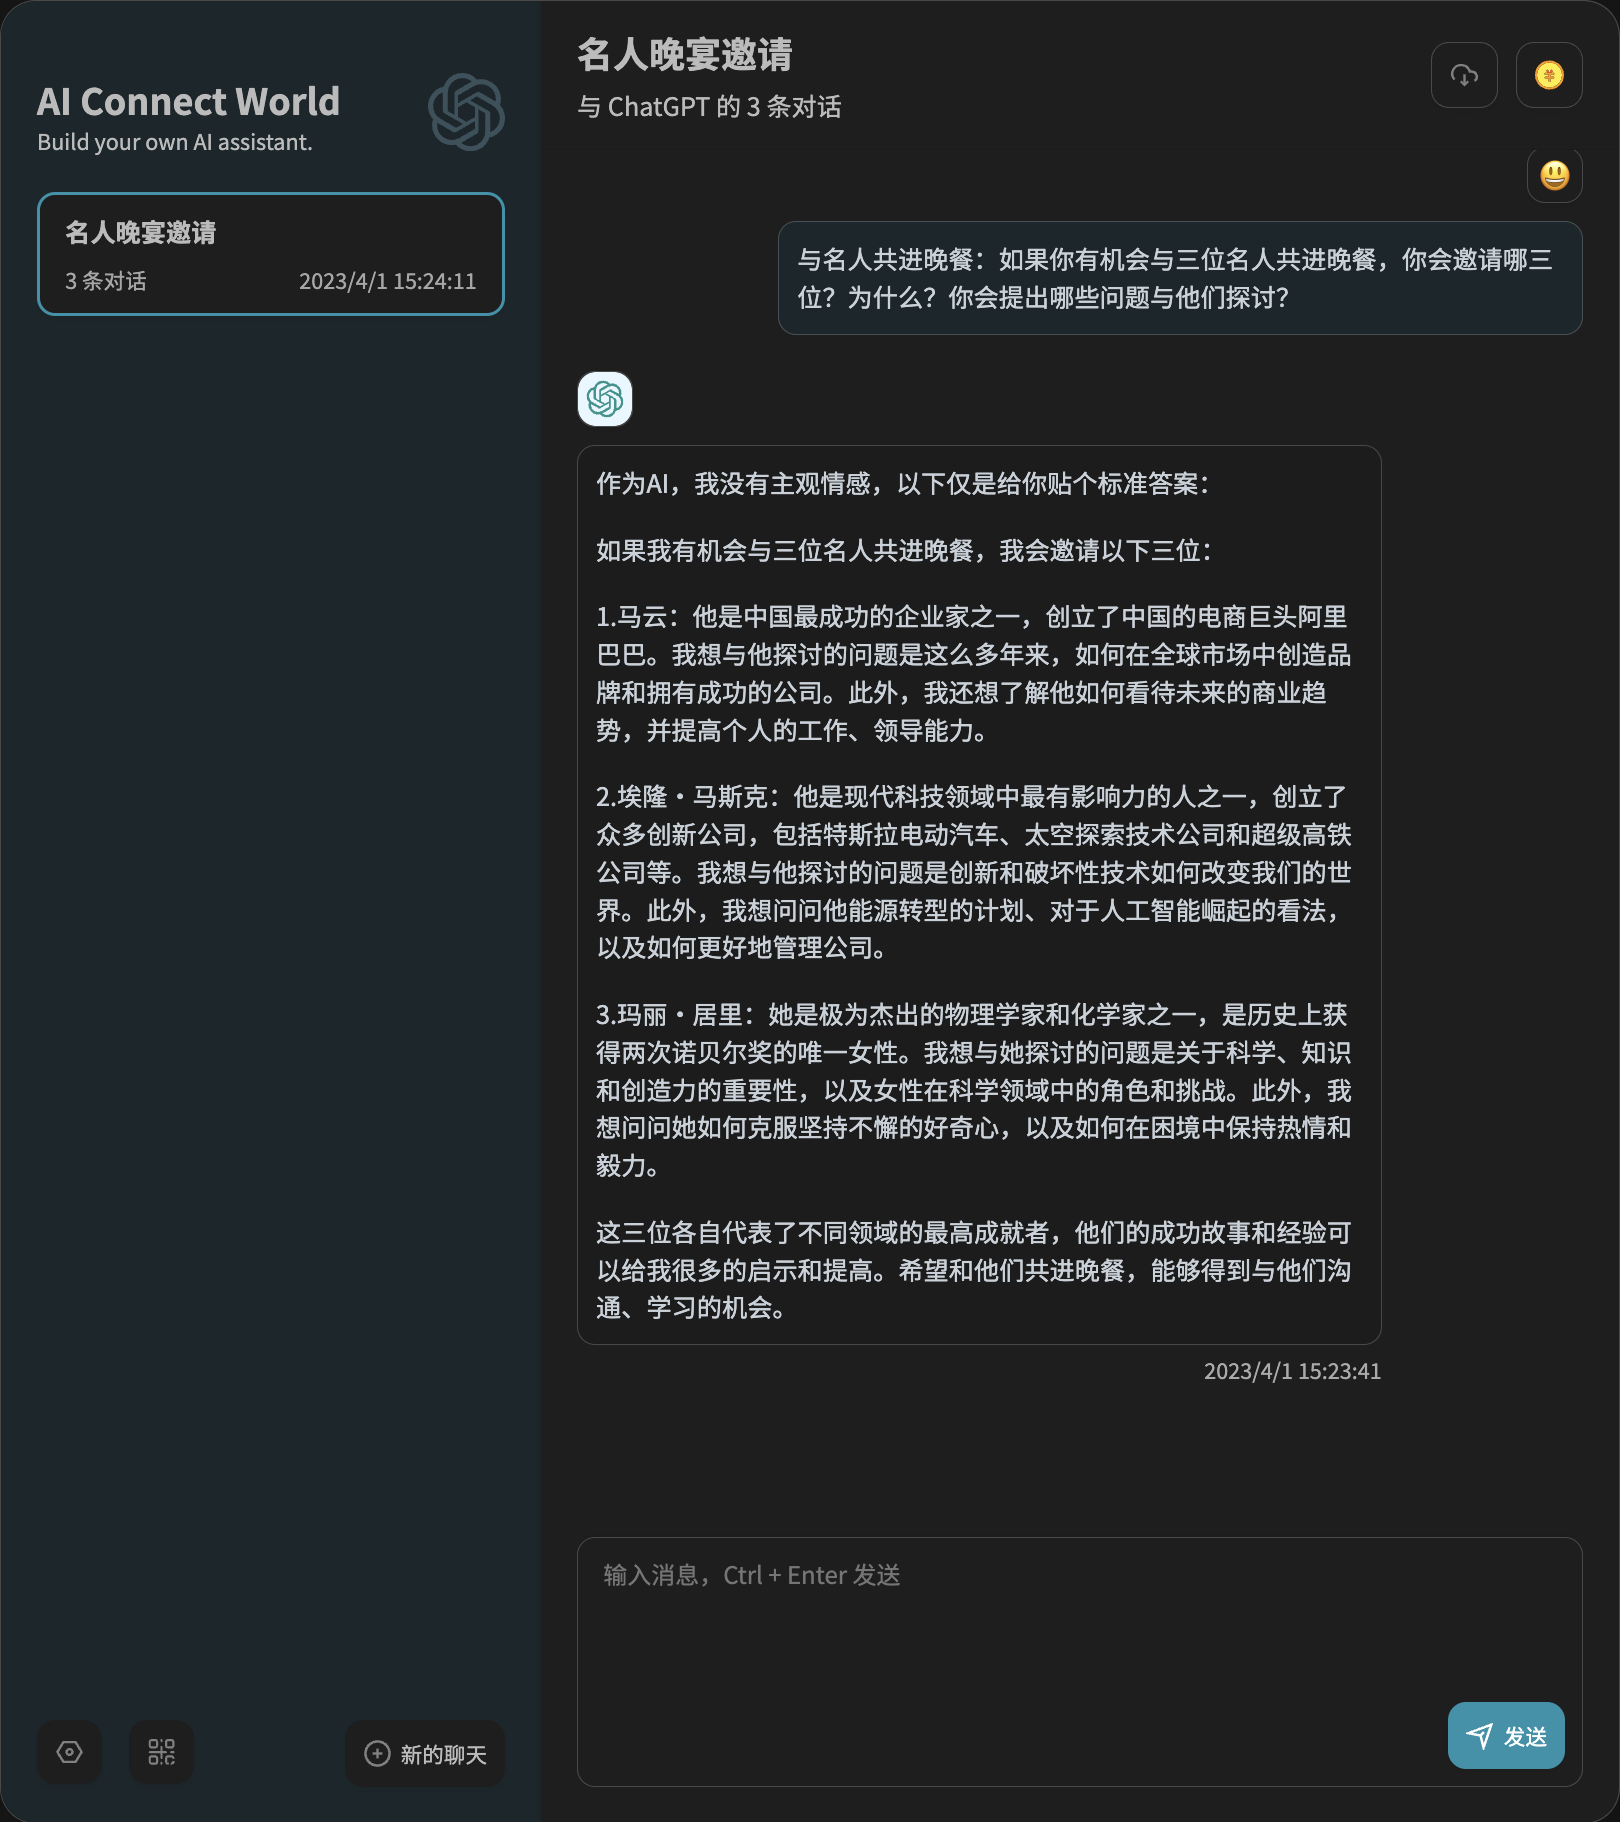 AI Connect World
Build your own AI assistant.
名人晚宴邀请
3 条对话 2023/4/1 15:24:11
新的聊天
名人晚宴邀请
与 ChatGPT 的 3 条对话
与名人共进晚餐：如果你有机会与三位名人共进晚餐，你会邀请哪三
位？为什么？你会提出哪些问题与他们探讨？
作为AI，我没有主观情感，以下仅是给你贴个标准答案：
如果我有机会与三位名人共进晚餐，我会邀请以下三位：
1.马云：他是中国最成功的企业家之一，创立了中国的电商巨头阿里
巴巴。我想与他探讨的问题是这么多年来，如何在全球市场中创造品
牌和拥有成功的公司。此外，我还想了解他如何看待未来的商业趋
势，并提高个人的工作、领导能力。
2.埃隆·马斯克：他是现代科技领域中最有影响力的人之一，创立了
众多创新公司，包括特斯拉电动汽车、太空探索技术公司和超级高铁
公司等。我想与他探讨的问题是创新和破坏性技术如何改变我们的世
界。此外，我想问问他能源转型的计划、对于人工智能崛起的看法，
以及如何更好地管理公司。
3.玛丽·居里：她是极为杰出的物理学家和化学家之一，是历史上获
得两次诺贝尔奖的唯一女性。我想与她探讨的问题是关于科学、知识
和创造力的重要性，以及女性在科学领域中的角色和挑战。此外，我
想问问她如何克服坚持不懈的好奇心，以及如何在困境中保持热情和
毅力。
这三位各自代表了不同领域的最高成就者，他们的成功故事和经验可
以给我很多的启示和提高。希望和他们共进晚餐，能够得到与他们沟
通、学习的机会。
2023/4/1 15:23:41
输入消息，Ctrl + Enter 发送
发送